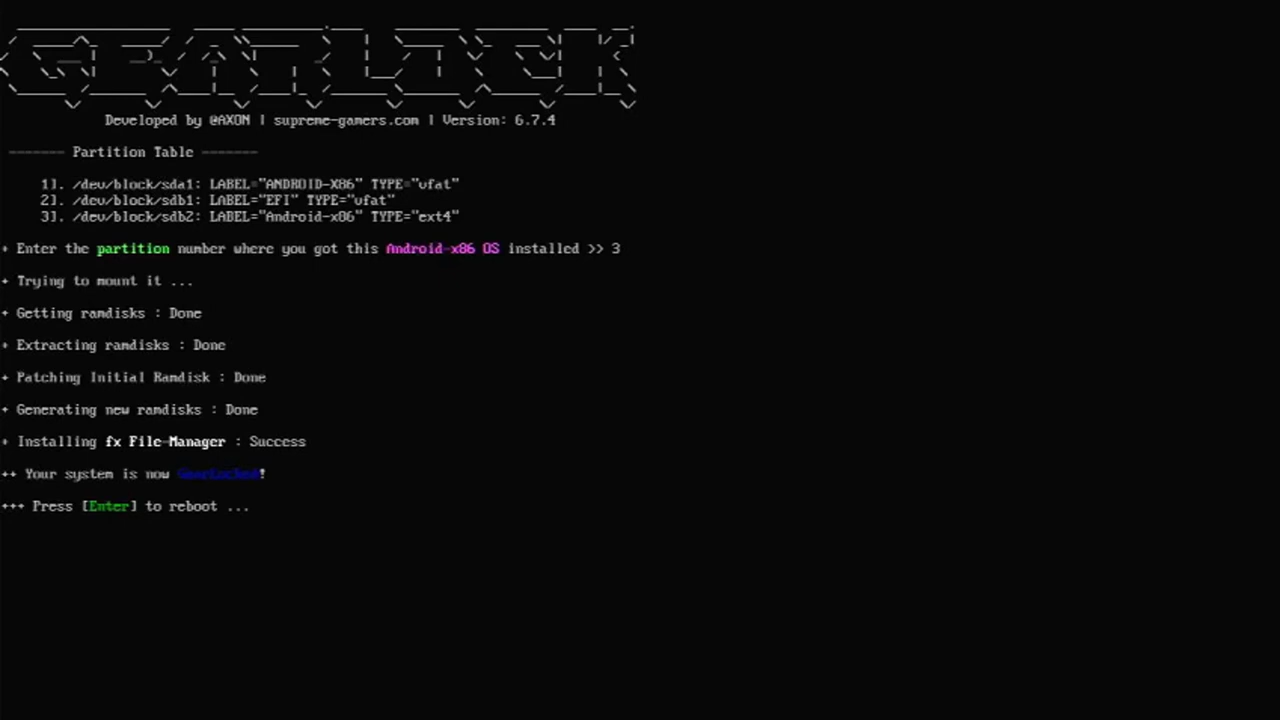 GEARLOCK
Developed by @AXON | supreme-gamers.com | Version: 6.7.4
------- Partition Table -------
1]. /dev/block/sda1: LABEL="ANDROID-X86" TYPE="vfat"
2]. /dev/block/sdb1: LABEL="EFI" TYPE="vfat"
3]. /dev/block/sdb2: LABEL="Android-x86" TYPE="ext4"
+ Enter the partition number where you got this Android-x86 OS installed >> 3
+ Trying to mount it ...
+ Getting ramdisks : Done
+ Extracting ramdisks : Done
+ Patching Initial Ramdisk : Done
+ Generating new ramdisks : Done
+ Installing fx File-Manager : Success
++ Your system is now GearLocked!
+++ Press [Enter] to reboot ...